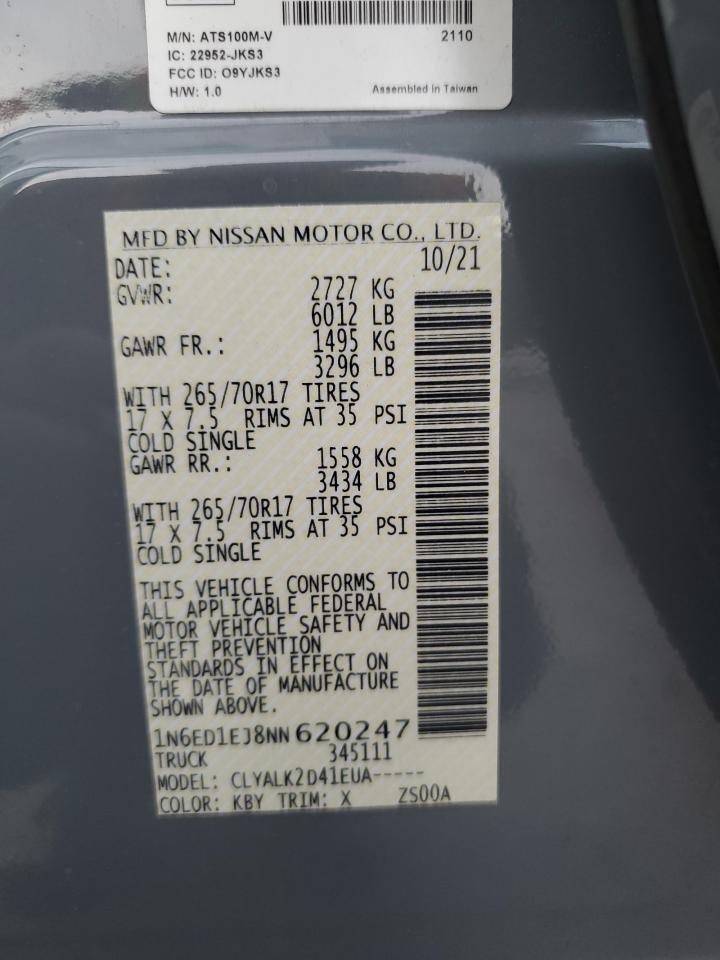 M/N: ATS100M-V 2110
IC: 22952-JKS3
FCC ID: O9YJKS3
H/W: 1.0 Assembled in Taiwan
MFD BY NISSAN MOTOR CO., LTD.
DATE: 10/21
GVWR: 2727 KG
6012 LB
GAWR FR.: 1495 KG
3296 LB
WITH 265/70R17 TIRES
17 X 7.5 RIMS AT 35 PSI
COLD SINGLE
GAWR RR.: 1558 KG
3434 LB
WITH 265/70R17 TIRES
17 X 7.5 RIMS AT 35 PSI
COLD SINGLE
THIS VEHICLE CONFORMS TO
ALL APPLICABLE FEDERAL
MOTOR VEHICLE SAFETY AND
THEFT PREVENTION
STANDARDS IN EFFECT ON
THE DATE OF MANUFACTURE
SHOWN ABOVE.
1N6ED1EJ8NN620247
TRUCK 345111
MODEL: CLYALK2D41EUA-----
COLOR: KBY TRIM: X ZS00A